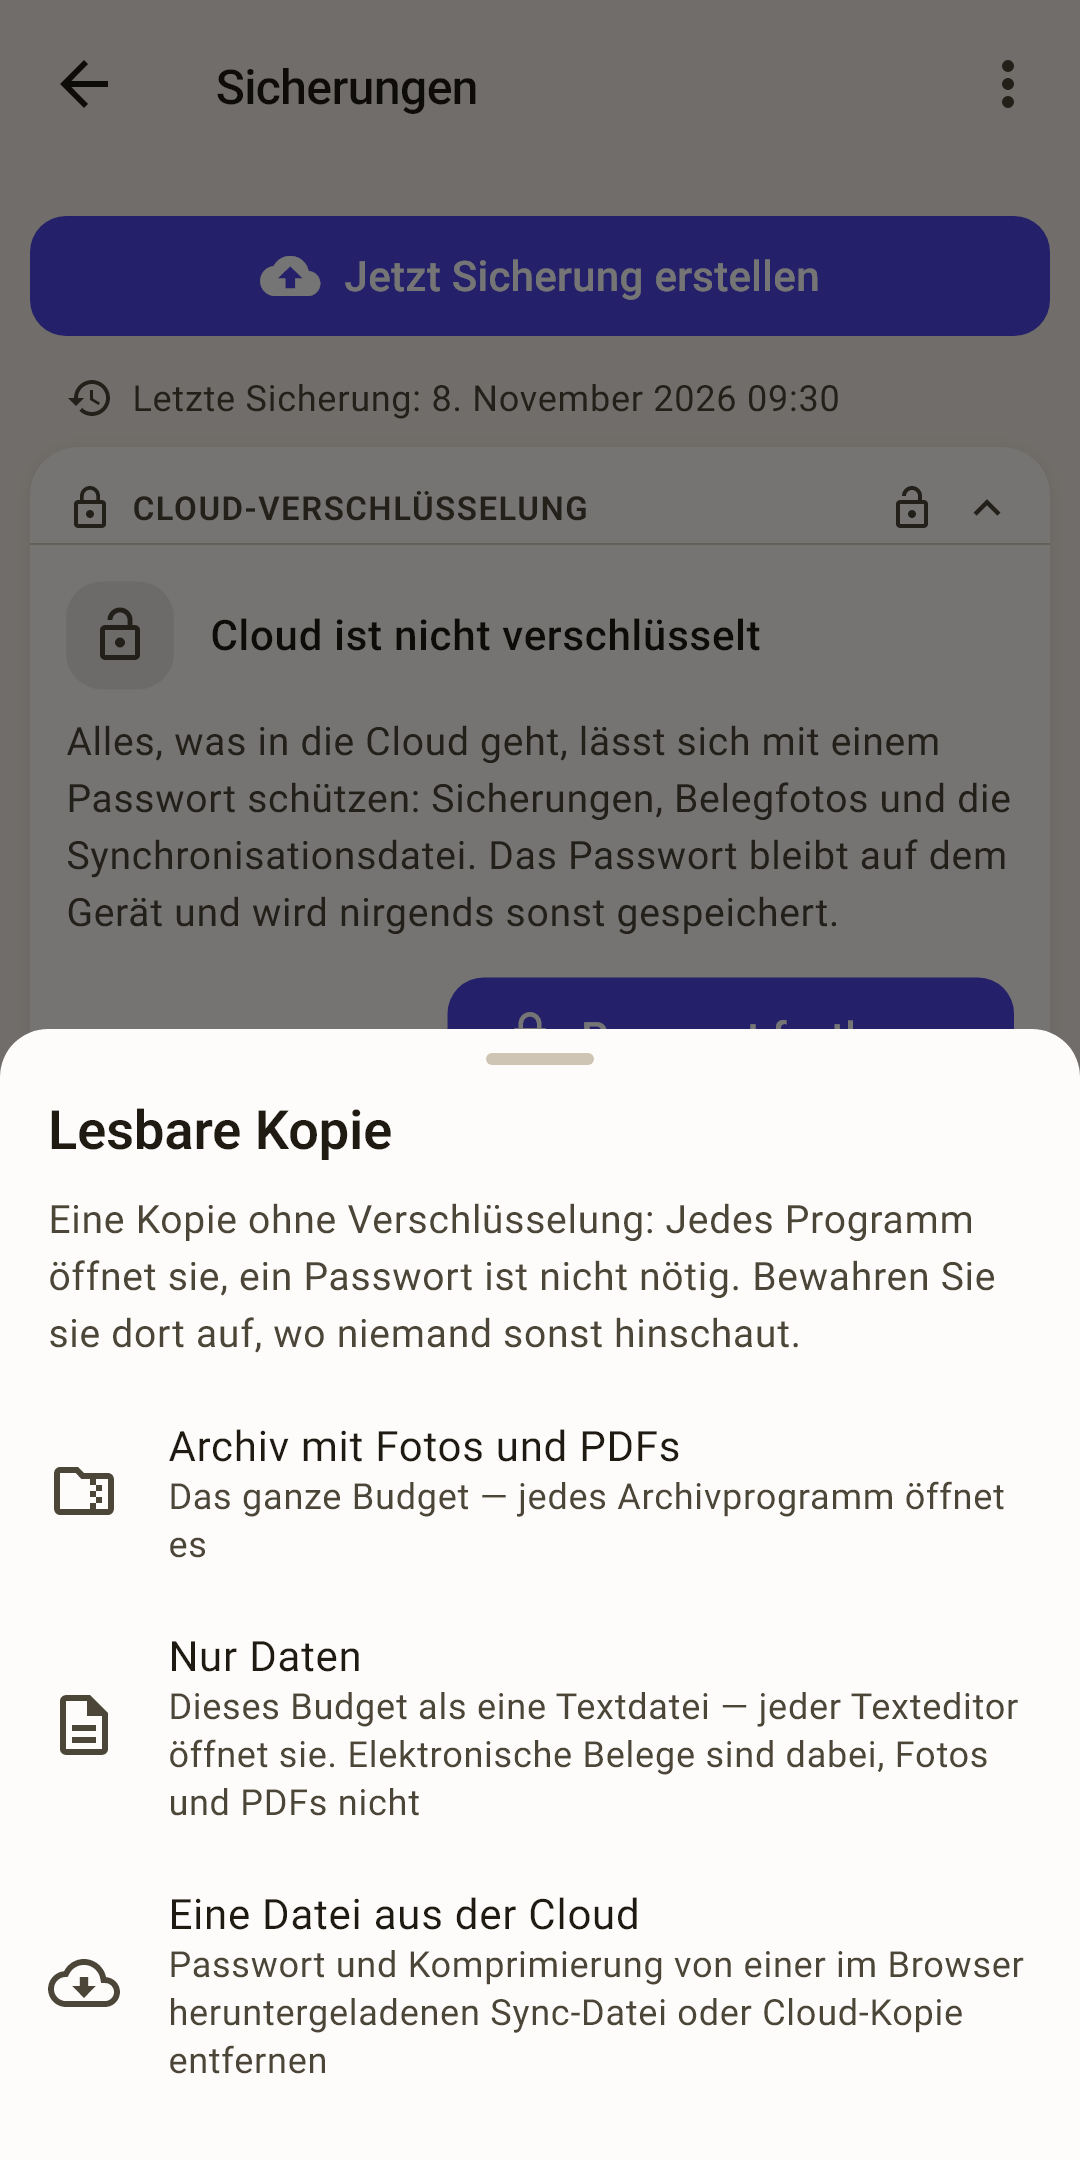 Sicherungen
Jetzt Sicherung erstellen
Letzte Sicherung: 8. November 2026 09:30
CLOUD-VERSCHLÜSSELUNG
Cloud ist nicht verschlüsselt
Alles, was in die Cloud geht, lässt sich mit einem
Passwort schützen: Sicherungen, Belegfotos und die
Synchronisationsdatei. Das Passwort bleibt auf dem
Gerät und wird nirgends sonst gespeichert.
Lesbare Kopie
Eine Kopie ohne Verschlüsselung: Jedes Programm
öffnet sie, ein Passwort ist nicht nötig. Bewahren Sie
sie dort auf, wo niemand sonst hinschaut.
Archiv mit Fotos und PDFs
Das ganze Budget — jedes Archivprogramm öffnet
es
Nur Daten
Dieses Budget als eine Textdatei — jeder Texteditor
öffnet sie. Elektronische Belege sind dabei, Fotos
und PDFs nicht
Eine Datei aus der Cloud
Passwort und Komprimierung von einer im Browser
heruntergeladenen Sync-Datei oder Cloud-Kopie
entfernen